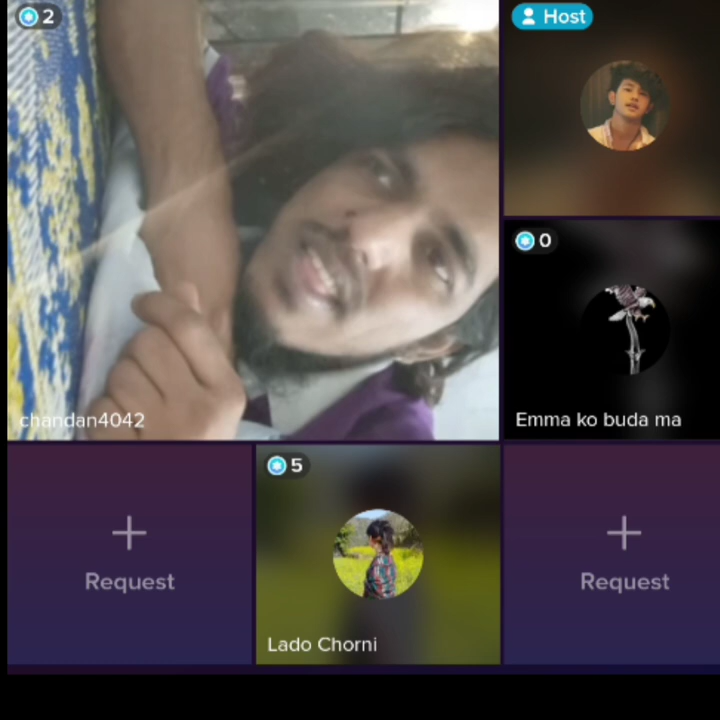 2
Host
0
chandan4042
Emma ko buda ma
5
Request
Request
Lado Chorni